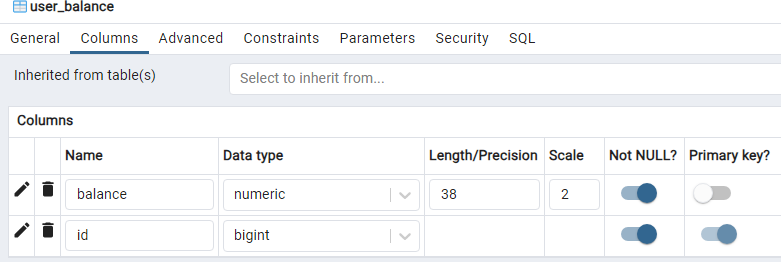 user_balance
General Columns Advanced Constraints Parameters Security SQL
Inherited from table(s) Select to inherit from...
Columns
Name Data type Length/Precision Scale Not NULL? Primary key?
balance numeric 38 2
id bigint